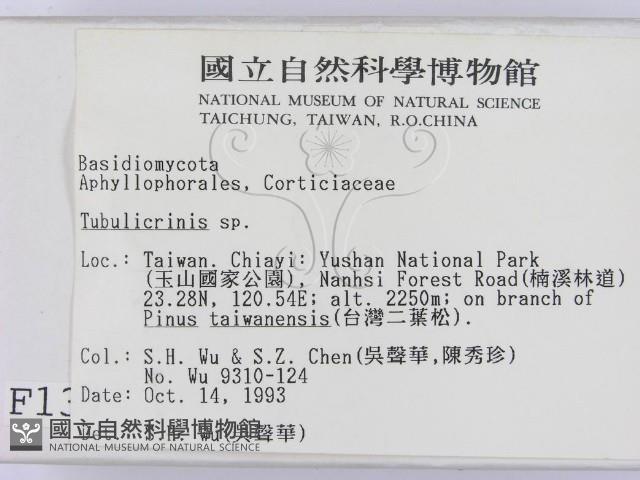 國立自然科學博物館
NATIONAL MUSEUM OF NATURAL SCIENCE
TAICHUNG, TAIWAN, R.O.CHINA
Basidiomycota
Aphyllophorales, Corticiaceae
Tubulicrinis sp.
Loc.: Taiwan. Chiayi: Yushan National Park
(玉山國家公園), Nanhsi Forest Road(楠溪林道)
23.28N, 120.54E; alt. 2250m; on branch of
Pinus taiwanensis(台灣二葉松).
Col.: S.H. Wu & S.Z. Chen(吳聲華,陳秀珍)
No. Wu 9310-124
Date: Oct. 14, 1993
F13
國立自然科學博物館
NATIONAL MUSEUM OF NATURAL SCIENCE